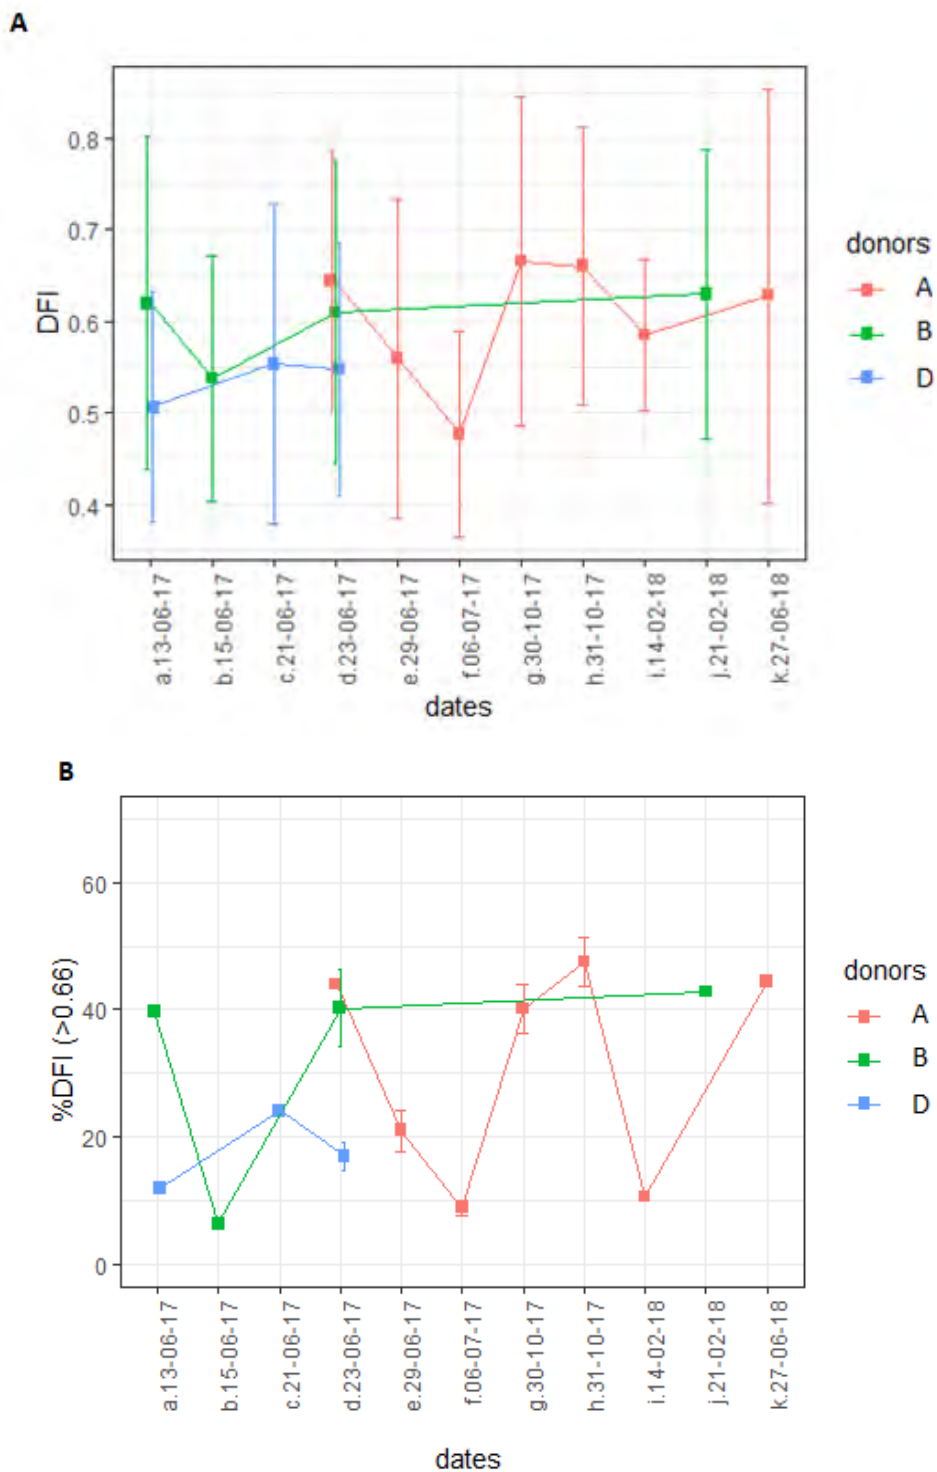 A
DFI
0.8
0.7
0.6
0.5
0.4
a.13-06-17
b.15-06-17
c,21-06-17
d.23-06-17
e.29-06-17
f.06-07-17
g.30-10-17
h.31-10-17
i.14-02-18
j.21-02-18
k.27-06-18
dates
donors
A
B
D
B
%DFI (>0.66)
60
40
20
0
a.13-06-17
b.15-06-17
c.21-06-17
d.23-06-17
e.29-06-17
f.06-07-17
g.30-10-17
h.31-10-17
i.14-02-18
j.21-02-18
k.27-06-18
dates
donors
A
B
D